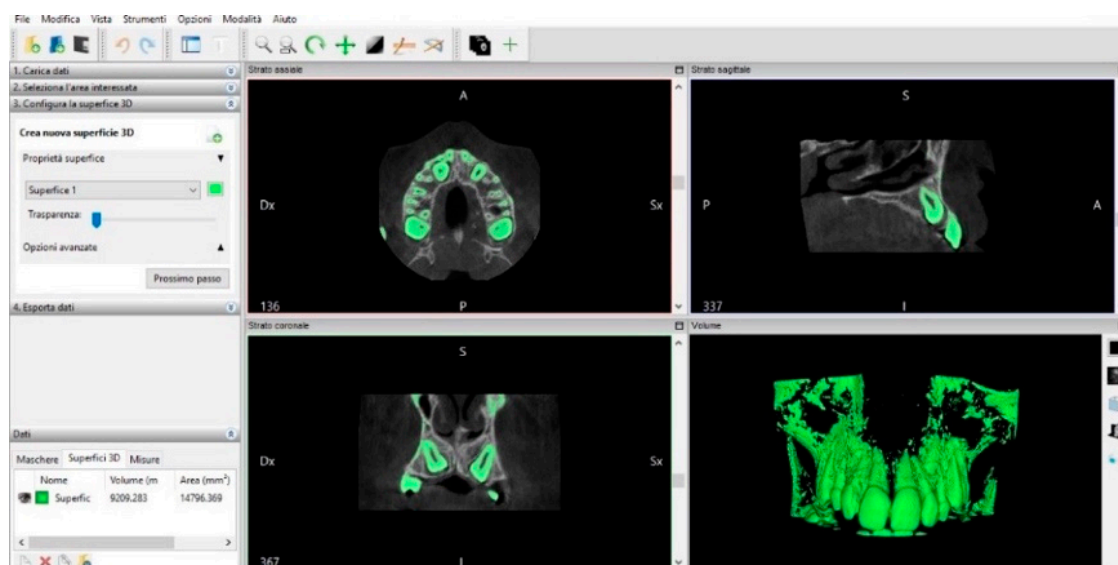 File Modifica Vista Strumenti Opzioni Modalità Aiuto
1. Carica dati
2. Seleziona l'area interessata
3. Configura la superficie 3D
Crea nuova superficie 3D
Proprietà superfice
Superfice 1
Trasparenza:
Opzioni avanzate
Prossimo passo
4. Esporta dati
Dati
Maschere Superfici 3D Misure
Nome Volume (m Area (mm²)
Superfic 9209.283 14796.369
Strato assiale
A
Dx Sx
136 P
Strato sagittale
S
P A
337 I
Strato coronale
S
Dx Sx
367 I
Volume